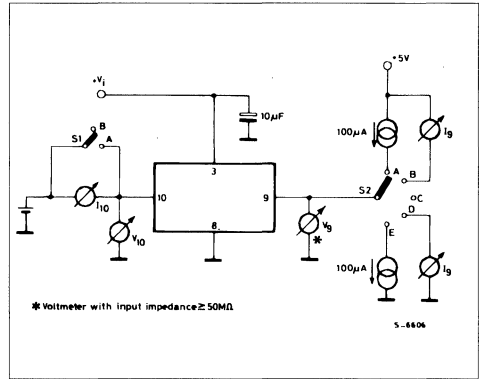 +Vi
+5V
10µF
B
S1
A
100µA
I9
A
B
3
S2
C
10
9
D
I10
8
E
V10
V9
*
100µA
I9
* Voltmeter with input impedance ≥ 50MΩ
S-6606